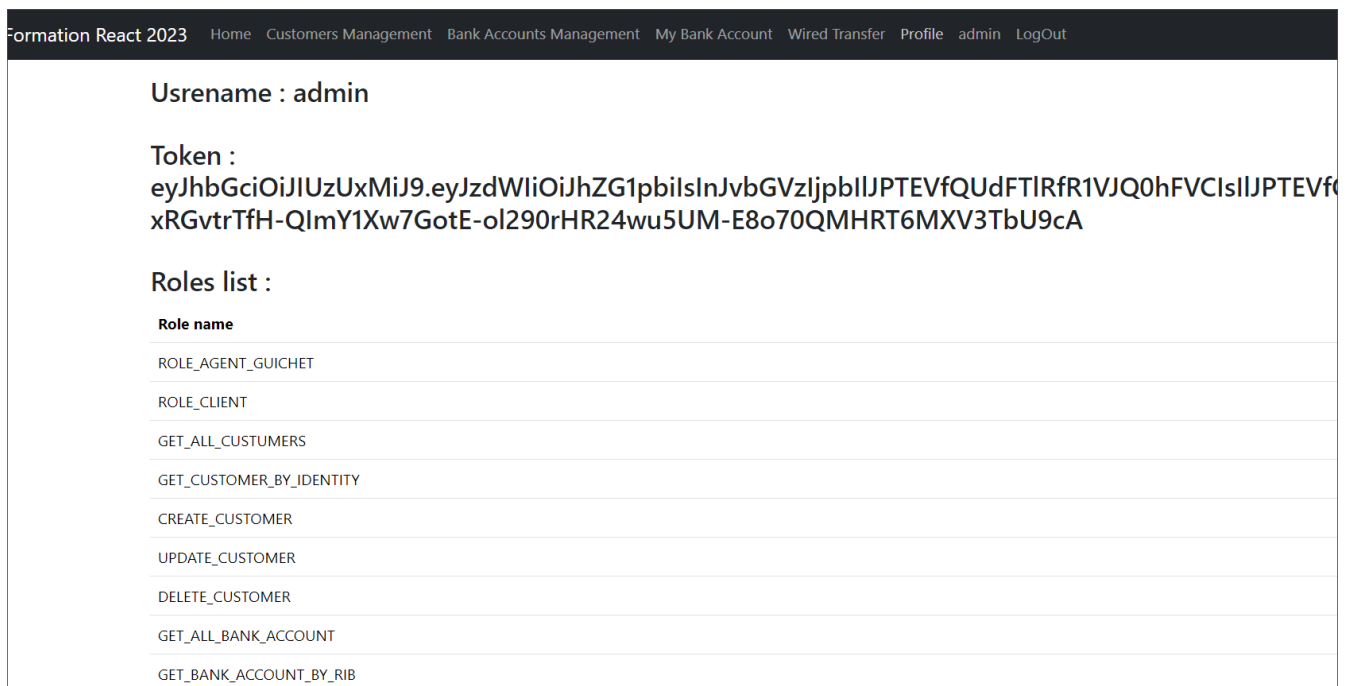 Formation React 2023 Home Customers Management Bank Accounts Management My Bank Account Wired Transfer Profile admin LogOut
Usrename : admin
Token :
eyJhbGciOiJIUzUxMiJ9.eyJzdWIiOiJhZG1pbiIsInJvbGVzIjpbIlJPTEVfQUdFTlRfR1VJQ0hFVCIsIlJPTEVf
xRGvtrTfH-QImY1Xw7GotE-ol290rHR24wu5UM-E8o70QMHRT6MXV3TbU9cA
Roles list :
Role name
ROLE_AGENT_GUICHET
ROLE_CLIENT
GET_ALL_CUSTUMERS
GET_CUSTOMER_BY_IDENTITY
CREATE_CUSTOMER
UPDATE_CUSTOMER
DELETE_CUSTOMER
GET_ALL_BANK_ACCOUNT
GET_BANK_ACCOUNT_BY_RIB